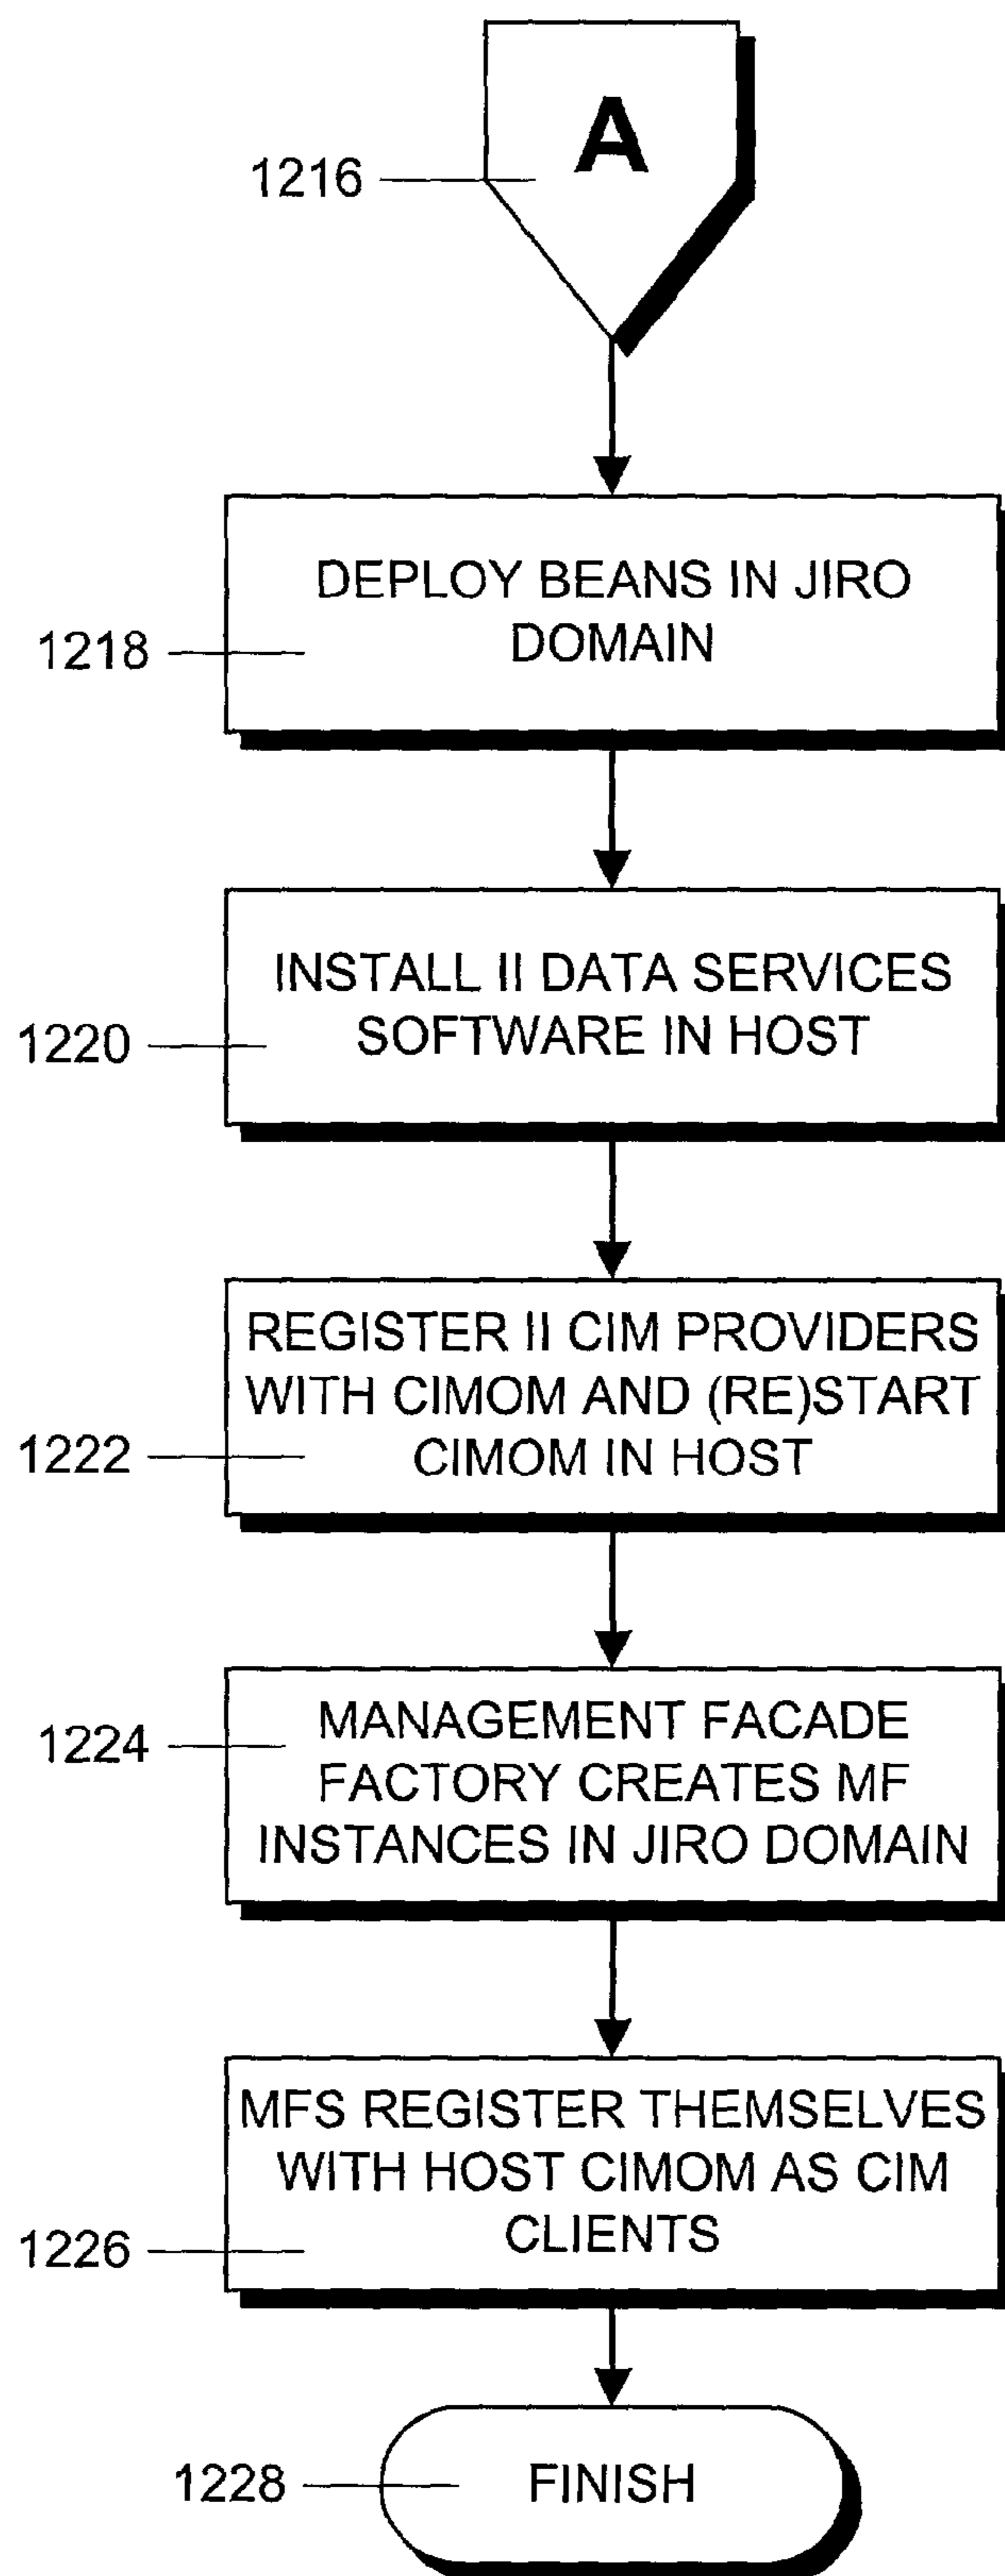 A
1216
DEPLOY BEANS IN JIRO
DOMAIN
1218
INSTALL II DATA SERVICES
SOFTWARE IN HOST
1220
REGISTER II CIM PROVIDERS
WITH CIMOM AND (RE)START
CIMOM IN HOST
1222
MANAGEMENT FACADE
FACTORY CREATES MF
INSTANCES IN JIRO DOMAIN
1224
MFS REGISTER THEMSELVES
WITH HOST CIMOM AS CIM
CLIENTS
1226
FINISH
1228